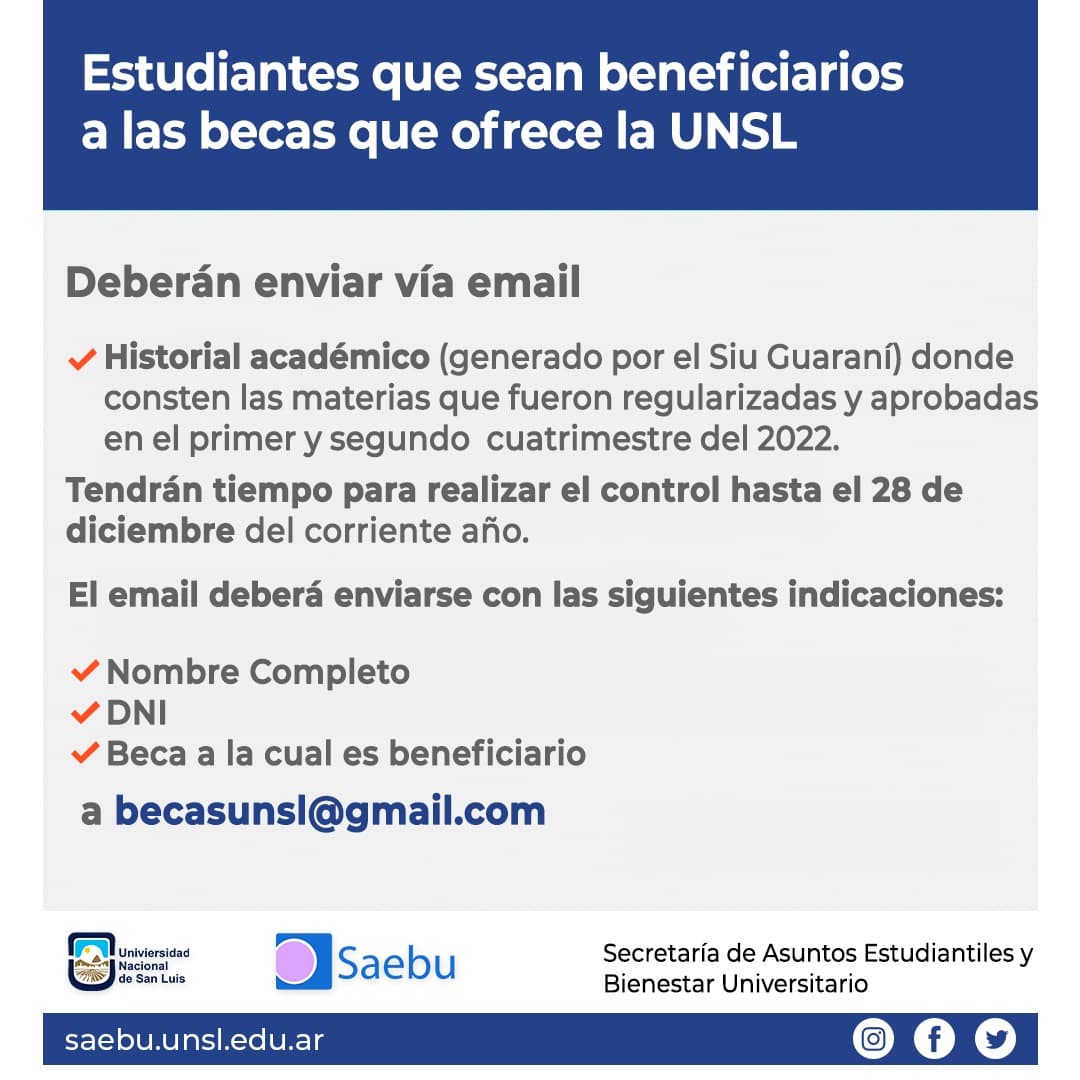 Estudiantes que sean beneficiarios
a las becas que ofrece la UNSL
Deberán enviar vía email
Historial académico (generado por el Siu Guaraní) donde
consten las materias que fueron regularizadas y aprobadas
en el primer y segundo cuatrimestre del 2022.
Tendrán tiempo para realizar el control hasta el 28 de
diciembre del corriente año.
El email deberá enviarse con las siguientes indicaciones:
Nombre Completo
DNI
Beca a la cual es beneficiario
a becasunsl@gmail.com
Univiersidad
Nacional
de San Luis
Saebu
Secretaría de Asuntos Estudiantiles y
Bienestar Universitario
saebu.unsl.edu.ar